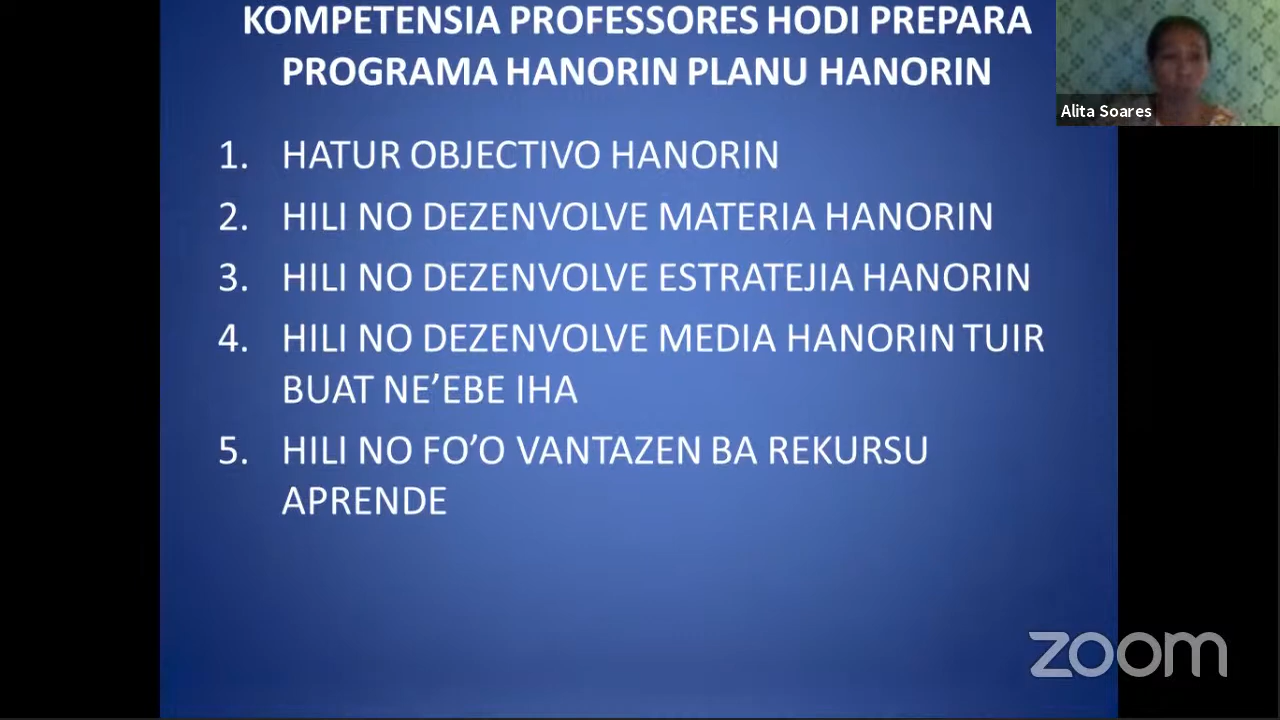 KOMPETENSIA PROFESSORES HODI PREPARA
PROGRAMA HANORIN PLANU HANORIN
Alita Soares
1. HATUR OBJECTIVO HANORIN
2. HILI NO DEZENVOLVE MATERIA HANORIN
3. HILI NO DEZENVOLVE ESTRATEJIA HANORIN
4. HILI NO DEZENVOLVE MEDIA HANORIN TUIR
BUAT NE’EBE IHA
5. HILI NO FO’O VANTAZEN BA REKURSU
APRENDE
zoom